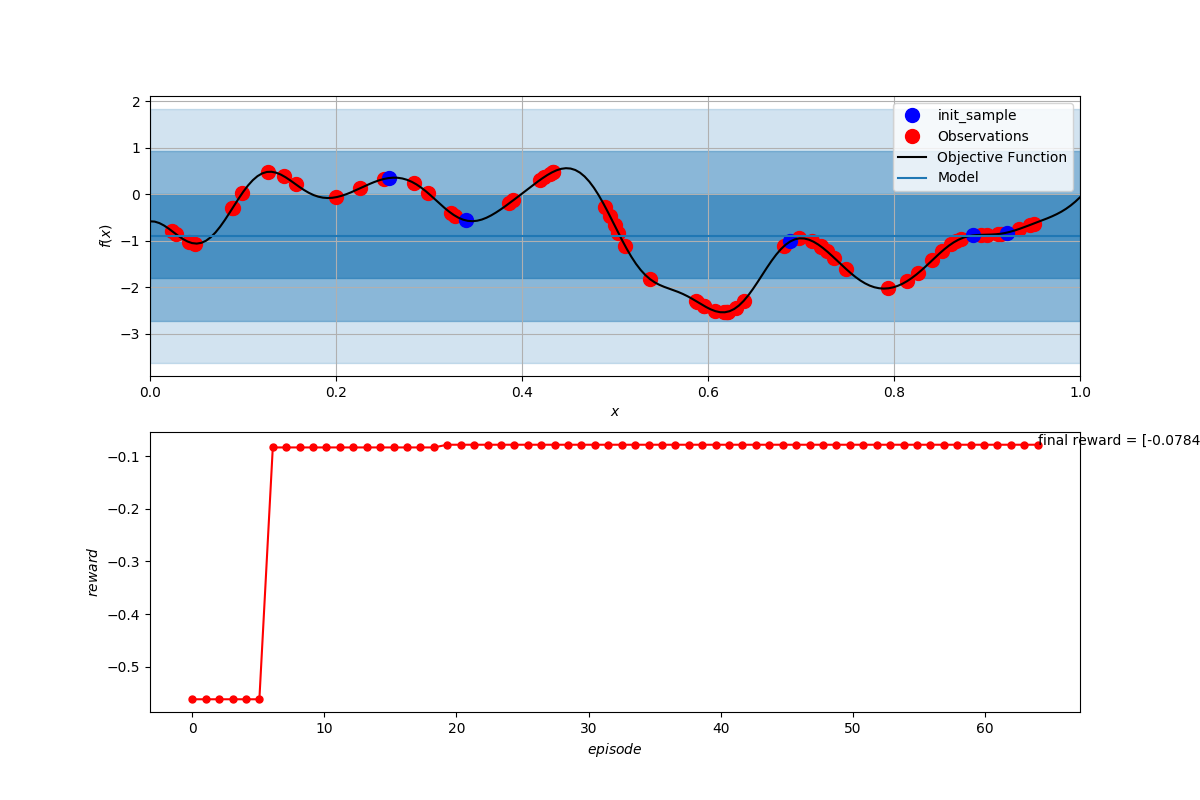 2
1
0
−1
−2
−3
f(x)
init_sample
Observations
Objective Function
Model
0.0 0.2 0.4 0.6 0.8 1.0
x
final reward = [-0.0784
−0.1
−0.2
−0.3
−0.4
−0.5
reward
0 10 20 30 40 50 60
episode